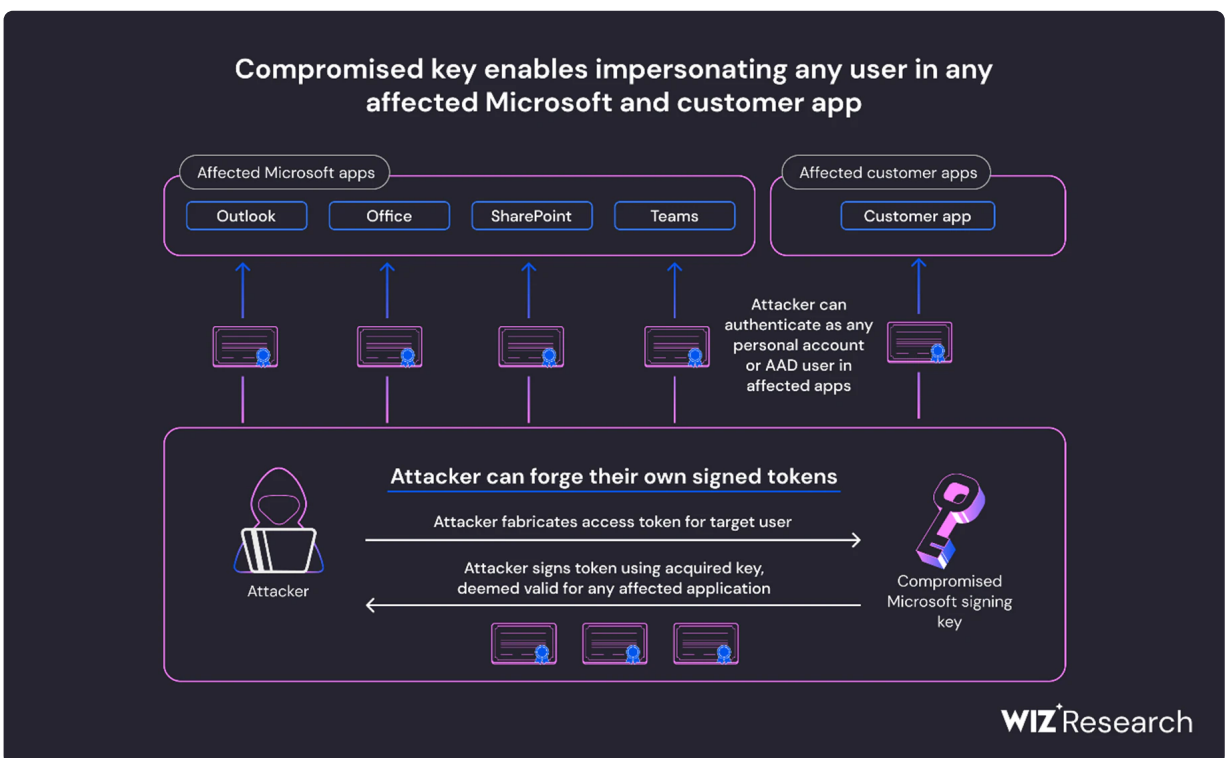 Compromised key enables impersonating any user in any
affected Microsoft and customer app
Affected Microsoft apps
Affected customer apps
Outlook
Office
SharePoint
Teams
Customer app
Attacker can
authenticate as any
personal account
or AAD user in
affected apps
Attacker can forge their own signed tokens
Attacker fabricates access token for target user
Attacker signs token using acquired key,
deemed valid for any affected application
Attacker
Compromised
Microsoft signing
key
WIZ Research